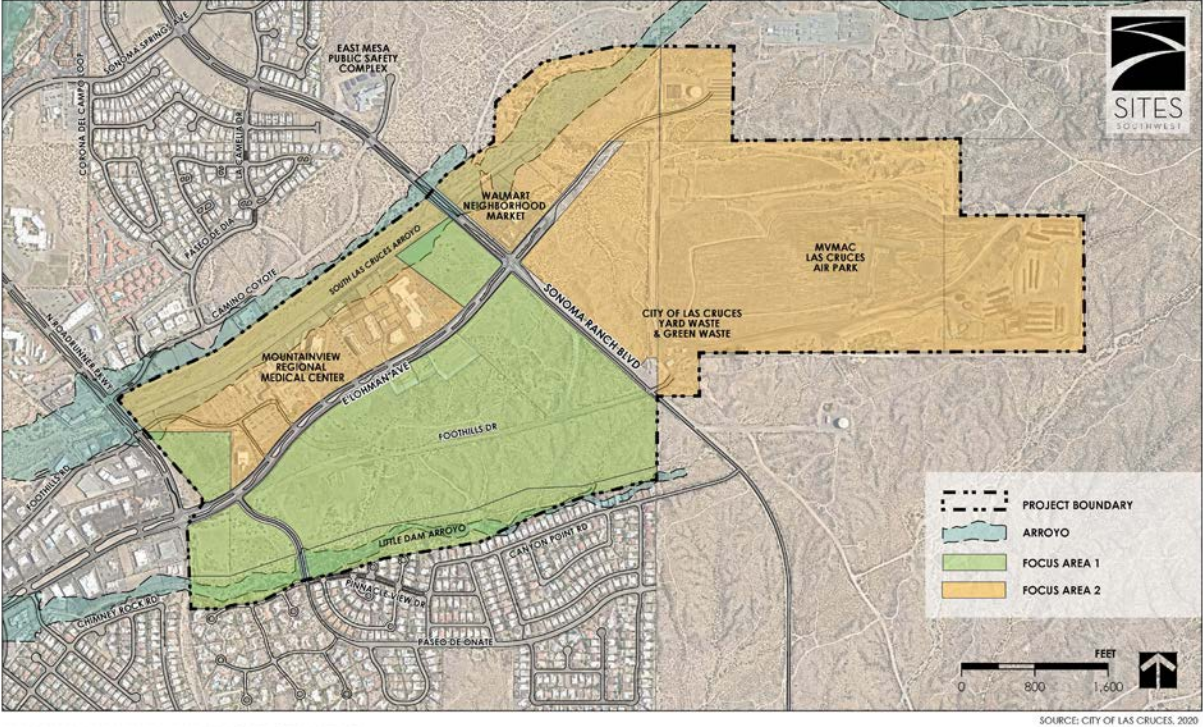 SONOMA SPRINGS AVE
EAST MESA
PUBLIC SAFETY
COMPLEX
SITES
SOUTHWEST
CORONA DEL CAMPO LOOP
LA CAMELIA DR
PASEO DE DIA
WALMART
NEIGHBORHOOD
MARKET
SOUTH LAS CRUCES ARROYO
CAMINO COYOTE
MVMAC
LAS CRUCES
AIR PARK
N ROADRUNNER PKWY
SONOMA RANCH BLVD
CITY OF LAS CRUCES
YARD WASTE
& GREEN WASTE
MOUNTAINVIEW
REGIONAL
MEDICAL CENTER
E LOHMAN AVE
FOOTHILLS DR
FOOTHILLS RD
LITTLE DAM ARROYO
CANYON POINT RD
PINNACLE VIEW DR
CHIMNEY ROCK RD
PASEO DE ONATE
PROJECT BOUNDARY
ARROYO
FOCUS AREA 1
FOCUS AREA 2
FEET
0 800 1,600
SOURCE: CITY OF LAS CRUCES, 2020